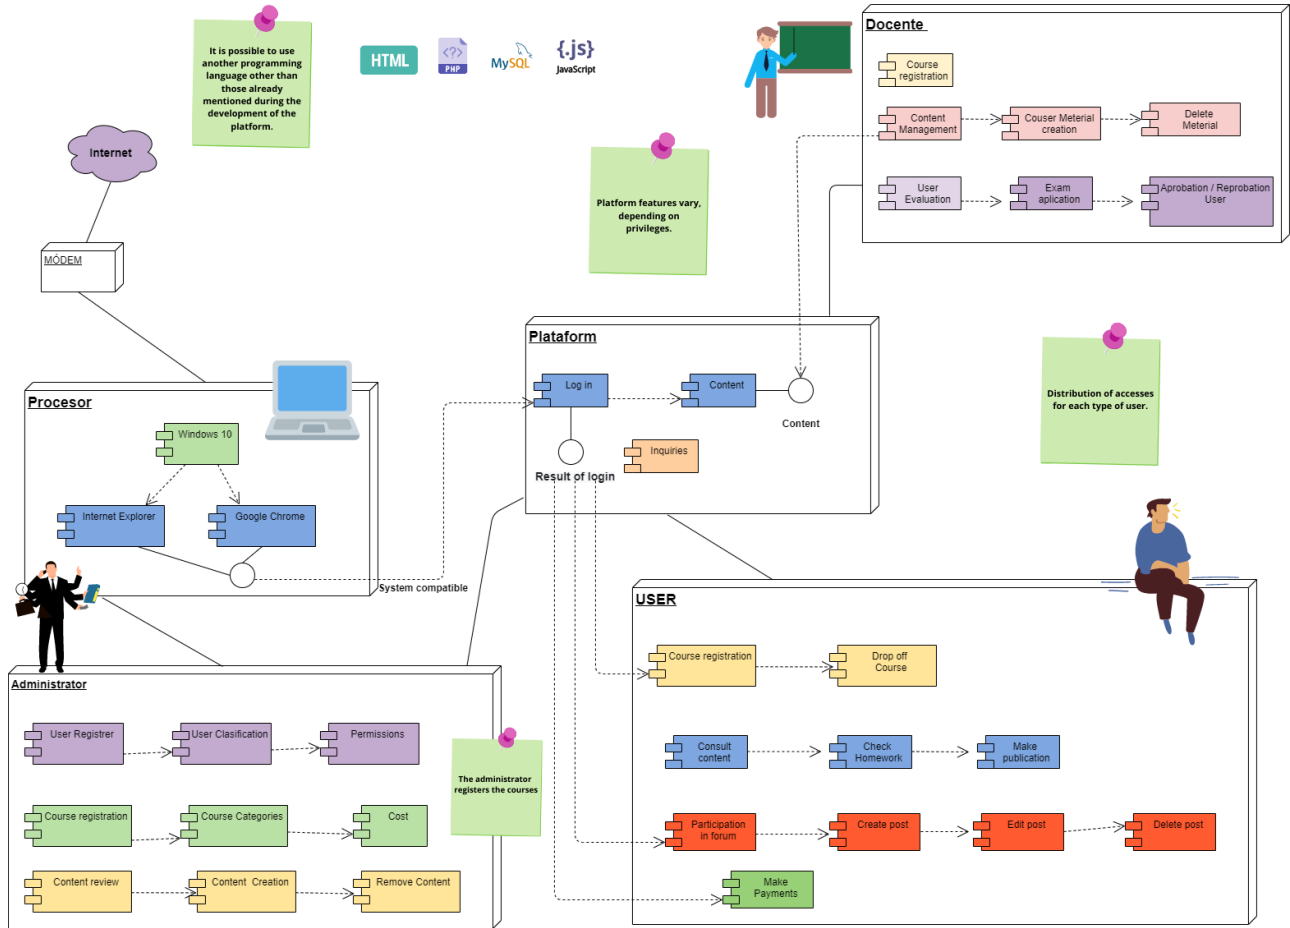 It is possible to use
another programming
language other than
those already
mentioned during the
development of the
platform.
HTML
<?>
PHP
MySQL
{.js}
JavaScript
Docente
Course
registration
Content
Management
Couser Meterial
creation
Delete
Meterial
User
Evaluation
Exam
aplication
Aprobation / Reprobation
User
Internet
MÓDEM
Platform features vary,
depending on
privileges.
Plataform
Log in
Content
Content
Result of login
Inquiries
Distribution of accesses
for each type of user.
Procesor
Windows 10
Internet Explorer
Google Chrome
System compatible
USER
Course registration
Drop off
Course
Consult
content
Check
Homework
Make
publication
Participation
in forum
Create post
Edit post
Delete post
Make
Payments
Administrator
User Registrer
User Clasification
Permissions
Course registration
Course Categories
Cost
Content review
Content Creation
Remove Content
The administrator
registers the courses